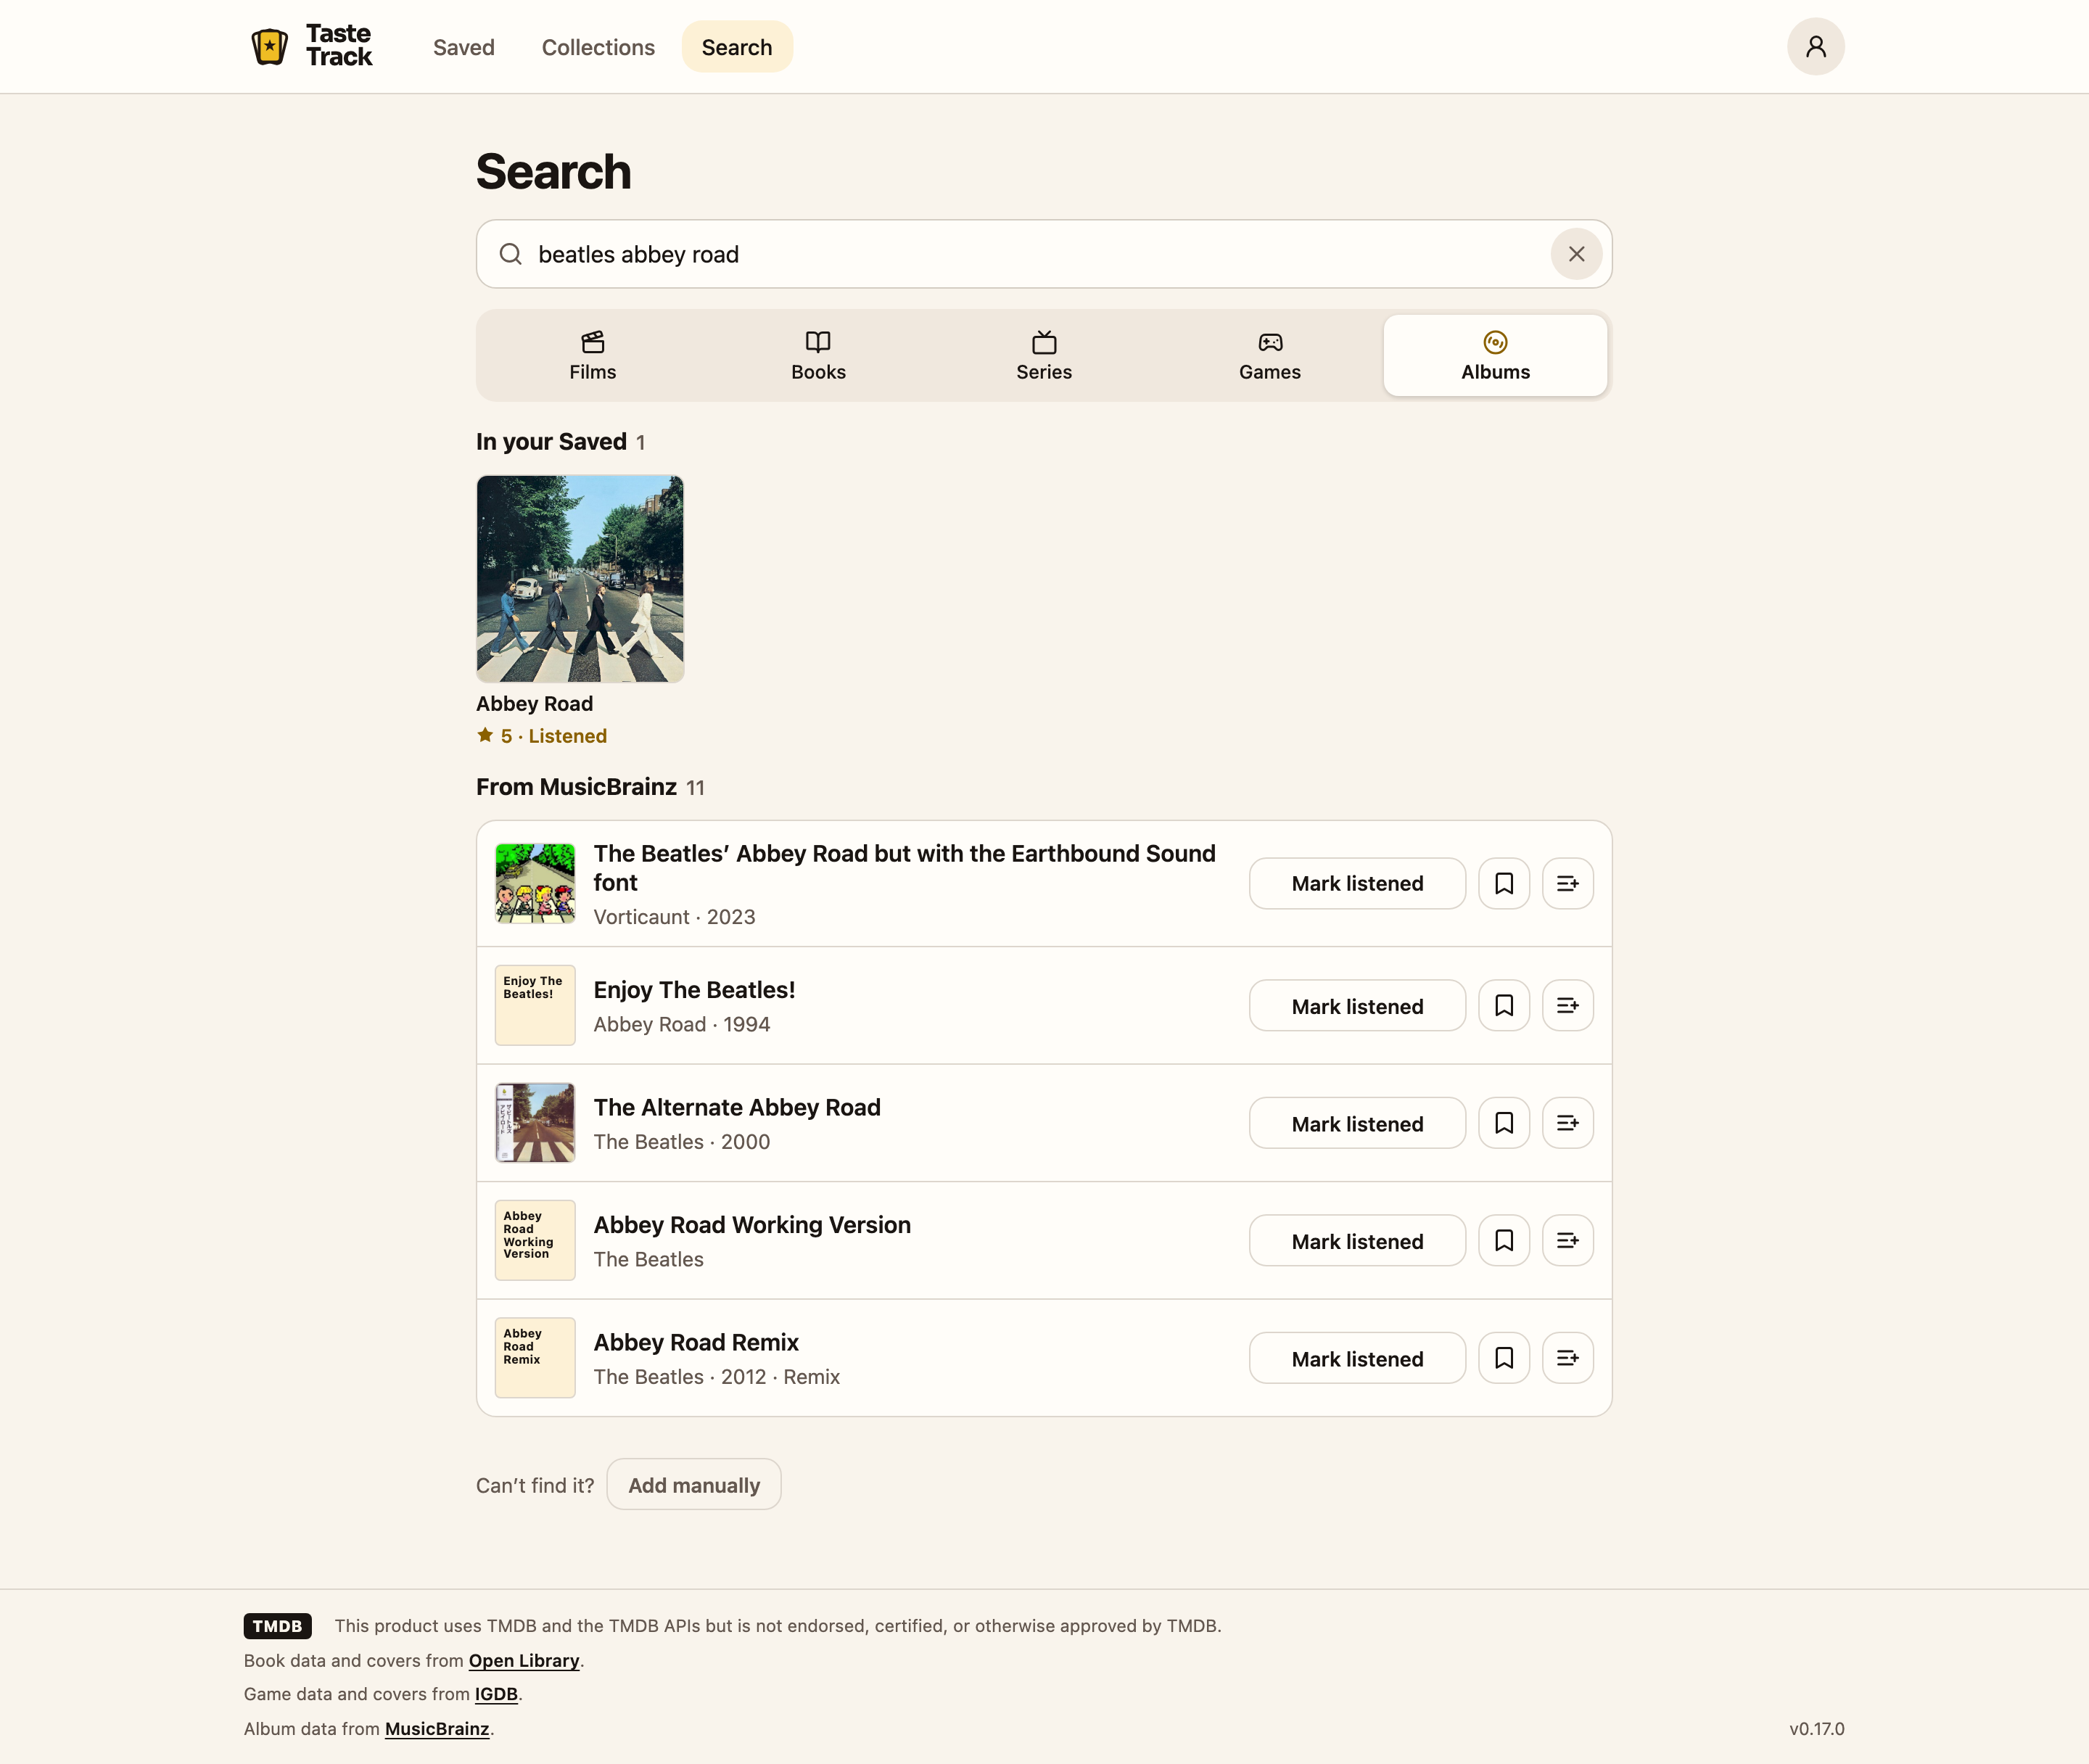 Taste
Track
Saved
Collections
Search
Search
beatles abbey road
Films
Books
Series
Games
Albums
In your Saved 1
Abbey Road
5 · Listened
From MusicBrainz 11
The Beatles’ Abbey Road but with the Earthbound Sound
font
Vorticaunt · 2023
Mark listened
Enjoy The
Beatles!
Enjoy The Beatles!
Abbey Road · 1994
Mark listened
The Alternate Abbey Road
The Beatles · 2000
Mark listened
Abbey
Road
Working
Version
Abbey Road Working Version
The Beatles
Mark listened
Abbey
Road
Remix
Abbey Road Remix
The Beatles · 2012 · Remix
Mark listened
Can’t find it?
Add manually
TMDB
This product uses TMDB and the TMDB APIs but is not endorsed, certified, or otherwise approved by TMDB.
Book data and covers from Open Library.
Game data and covers from IGDB.
Album data from MusicBrainz.
v0.17.0